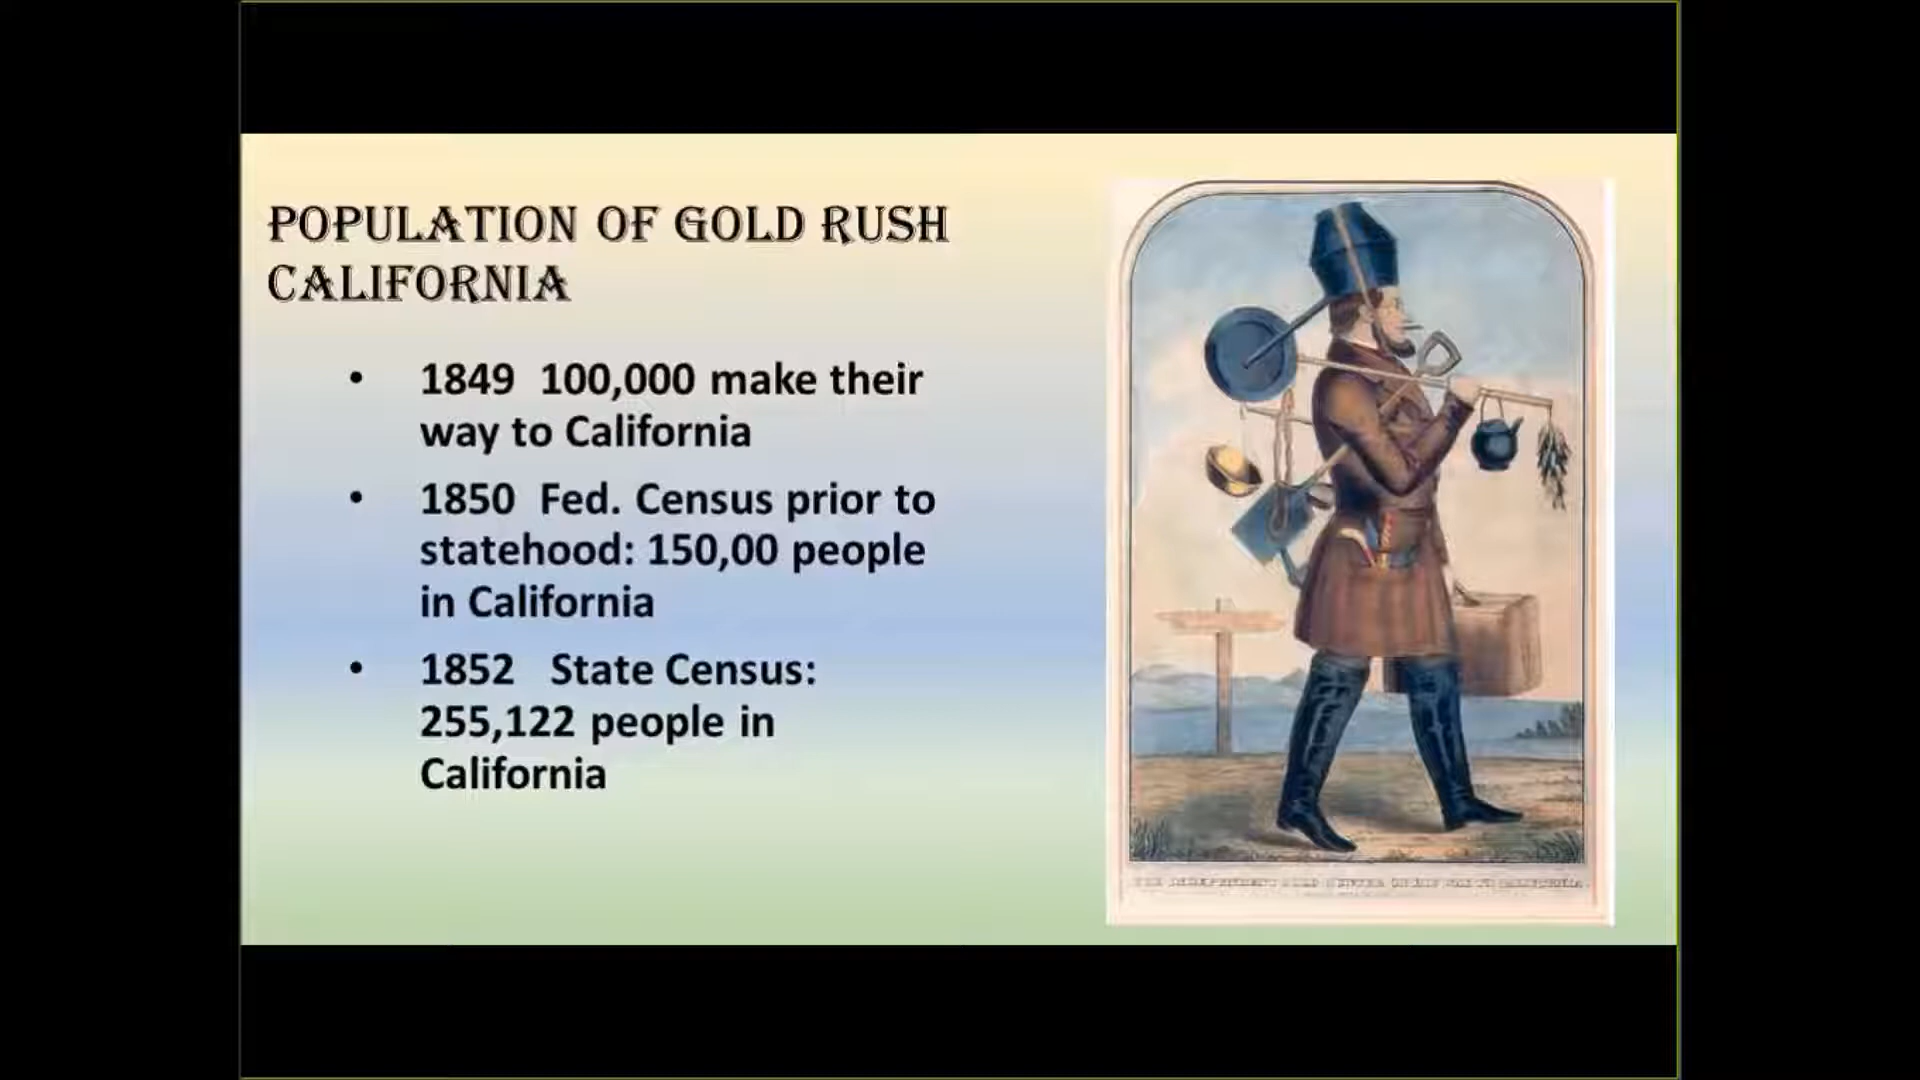 POPULATION OF GOLD RUSH
CALIFORNIA
• 1849 100,000 make their
way to California
• 1850 Fed. Census prior to
statehood: 150,00 people
in California
• 1852 State Census:
255,122 people in
California